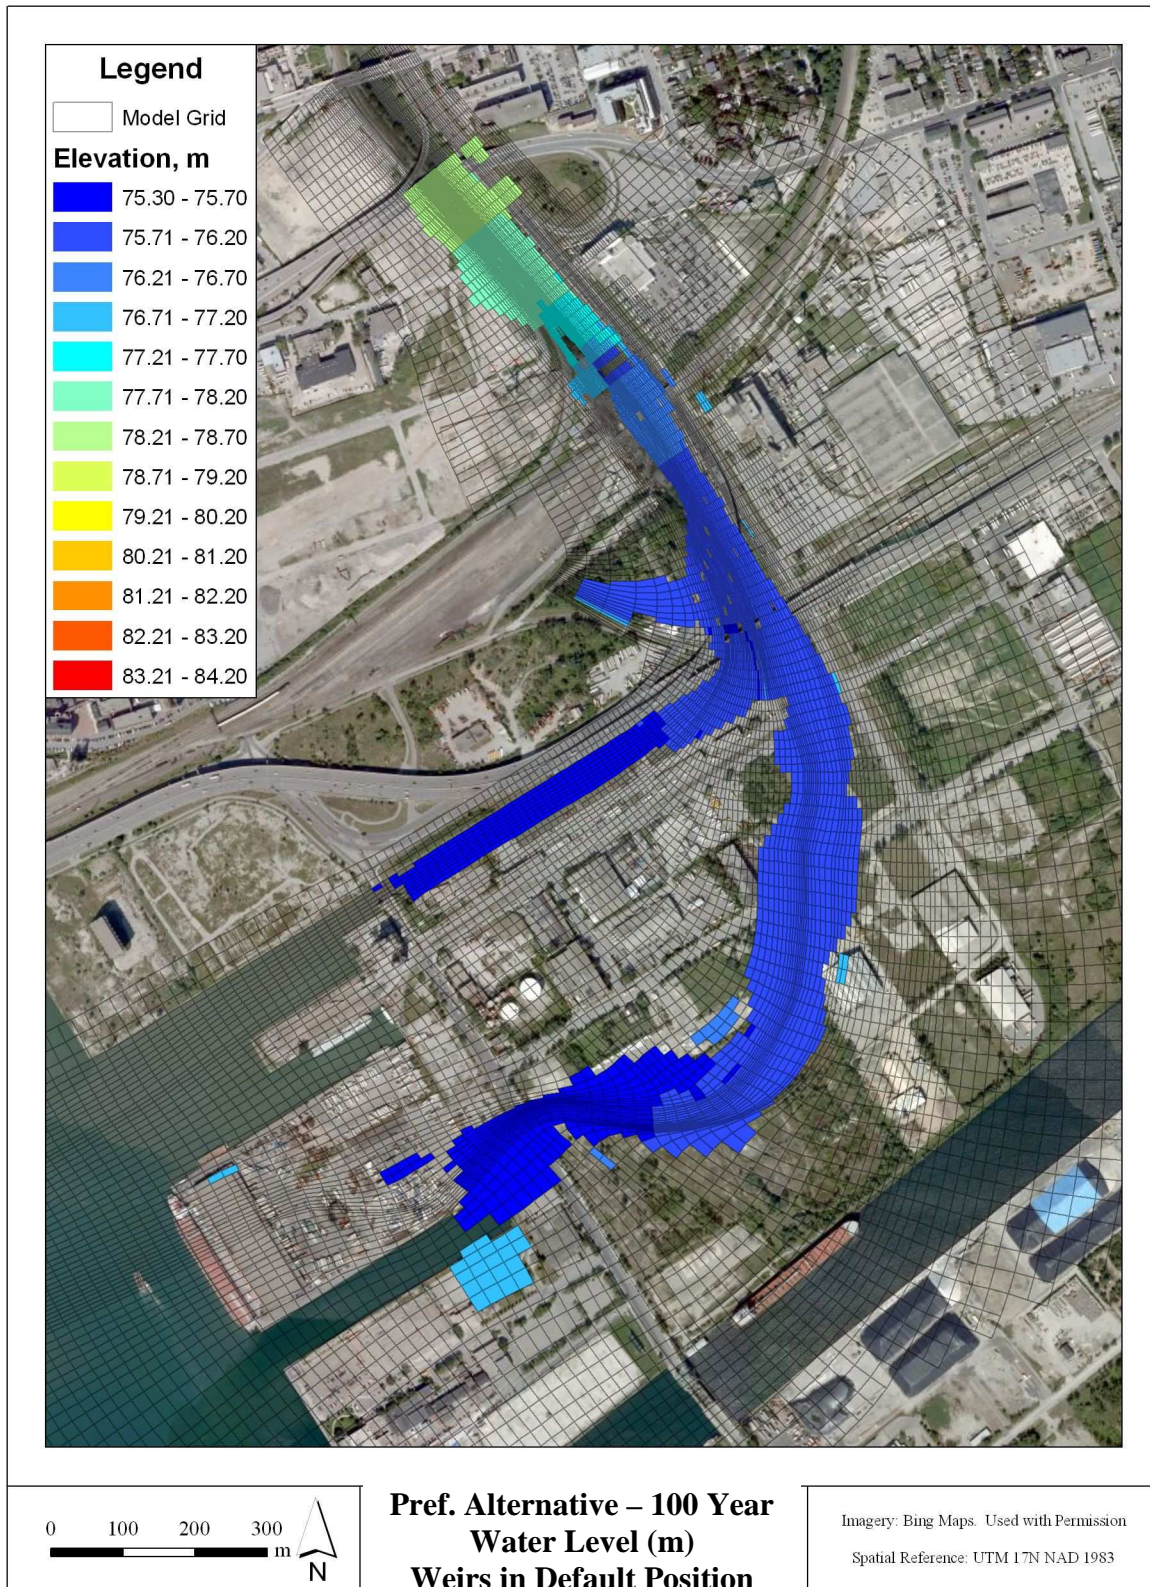 Legend
Model Grid
Elevation, m
75.30 - 75.70
75.71 - 76.20
76.21 - 76.70
76.71 - 77.20
77.21 - 77.70
77.71 - 78.20
78.21 - 78.70
78.71 - 79.20
79.21 - 80.20
80.21 - 81.20
81.21 - 82.20
82.21 - 83.20
83.21 - 84.20
0 100 200 300
m
N
Pref. Alternative – 100 Year
Water Level (m)
Weirs in Default Position
Imagery: Bing Maps. Used with Permission
Spatial Reference: UTM 17N NAD 1983